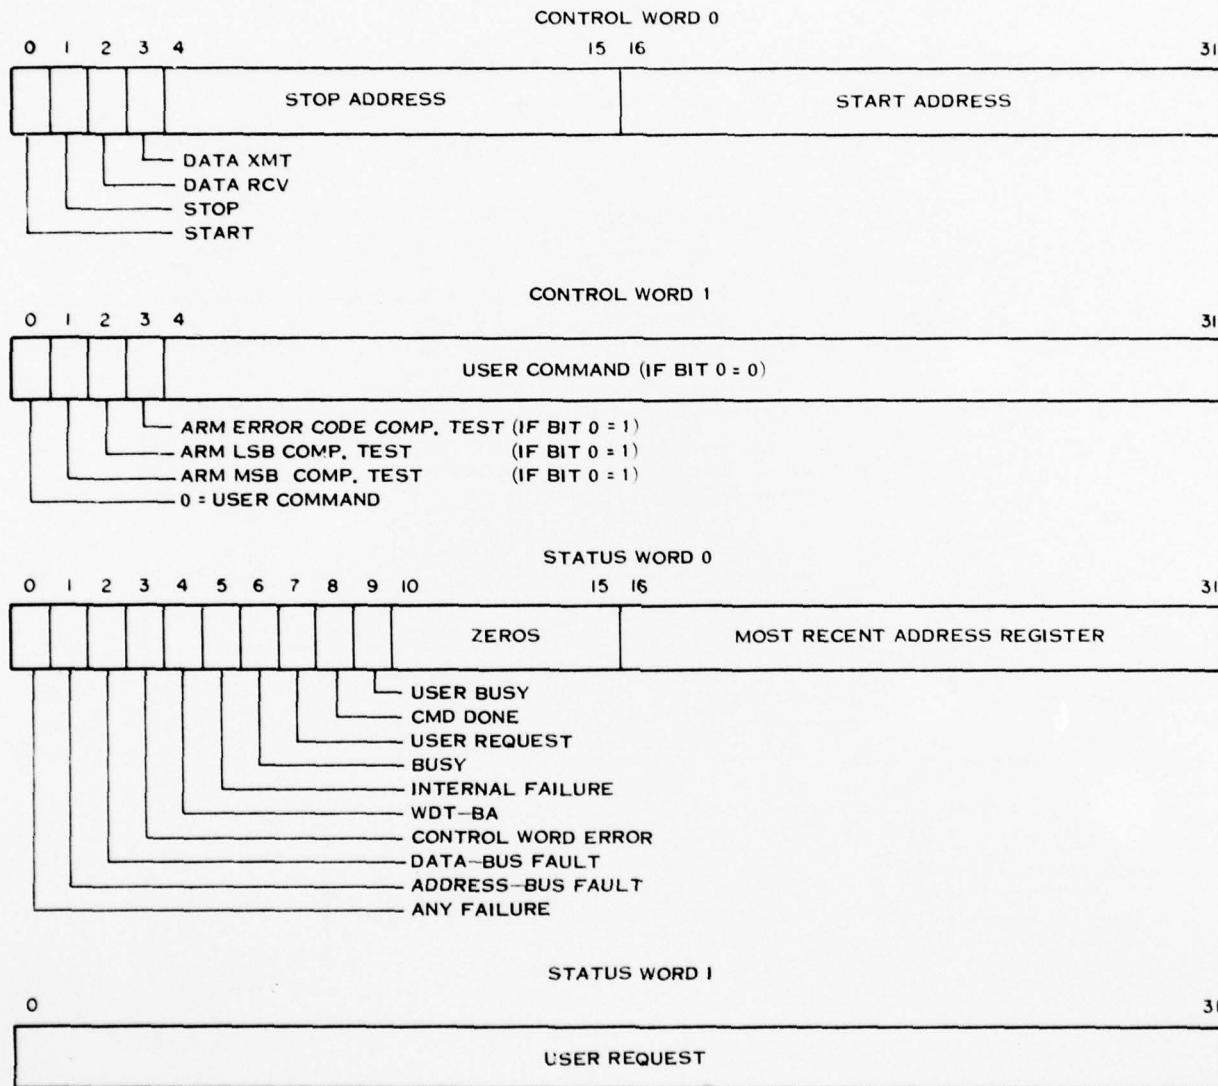 CONTROL WORD 0
0 1 2 3 4 15 16 31
STOP ADDRESS START ADDRESS
DATA XMT
DATA RCV
STOP
START
CONTROL WORD 1
0 1 2 3 4 31
USER COMMAND (IF BIT 0 = 0)
ARM ERROR CODE COMP. TEST (IF BIT 0 = 1)
ARM LSB COMP. TEST (IF BIT 0 = 1)
ARM MSB COMP. TEST (IF BIT 0 = 1)
0 = USER COMMAND
STATUS WORD 0
0 1 2 3 4 5 6 7 8 9 10 15 16 31
ZEROS MOST RECENT ADDRESS REGISTER
USER BUSY
CMD DONE
USER REQUEST
BUSY
INTERNAL FAILURE
WDT-BA
CONTROL WORD ERROR
DATA-BUS FAULT
ADDRESS-BUS FAULT
ANY FAILURE
STATUS WORD 1
0 31
USER REQUEST